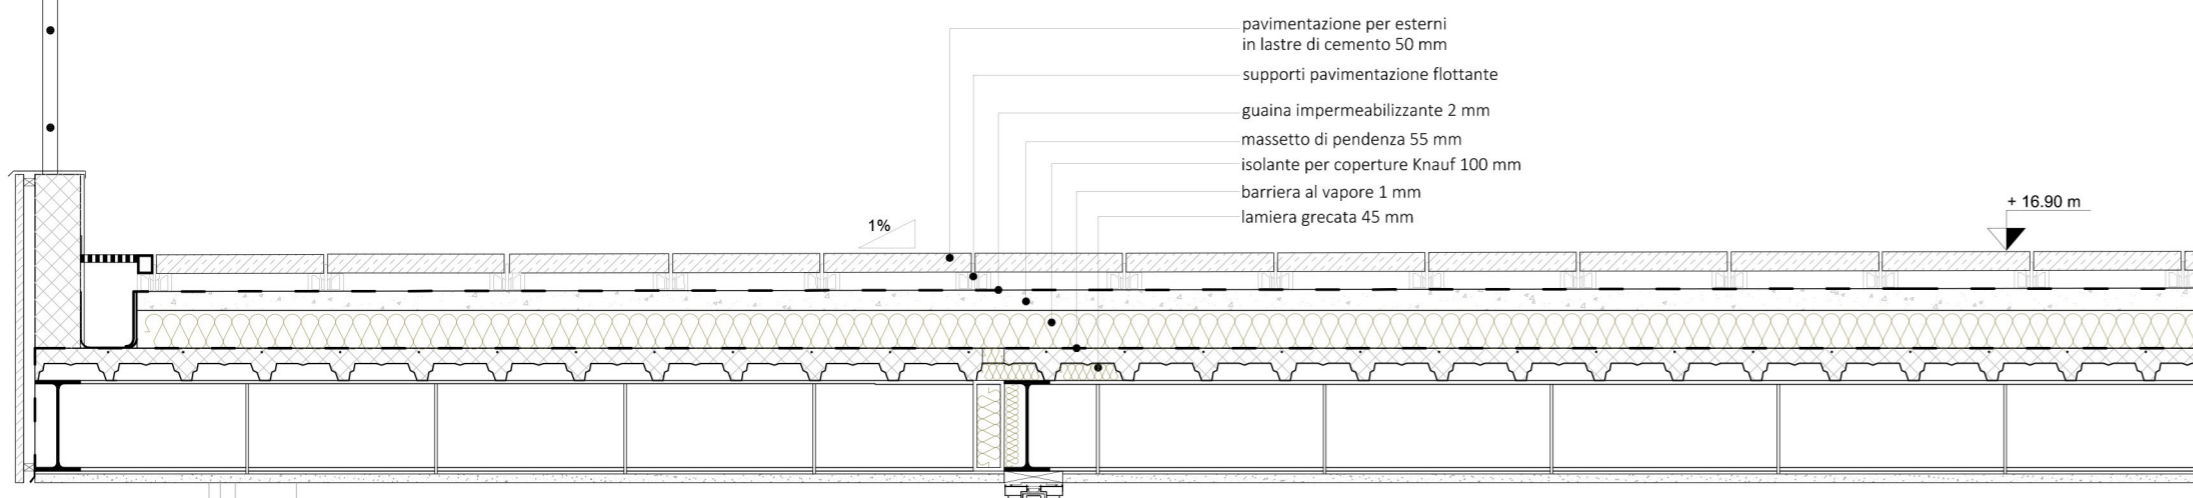 pavimentazione per esterni
in lastre di cemento 50 mm
supporti pavimentazione flottante
guaina impermeabilizzante 2 mm
massetto di pendenza 55 mm
isolante per coperture Knauf 100 mm
barriera al vapore 1 mm
lamiera grecata 45 mm
1%
+ 16.90 m